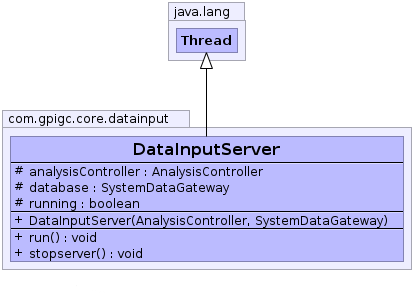 java.lang
Thread
com.gpigc.core.datainput
DataInputServer
# analysisController : AnalysisController
# database : SystemDataGateway
# running : boolean
+ DataInputServer(AnalysisController, SystemDataGateway)
+ run() : void
+ stopserver() : void